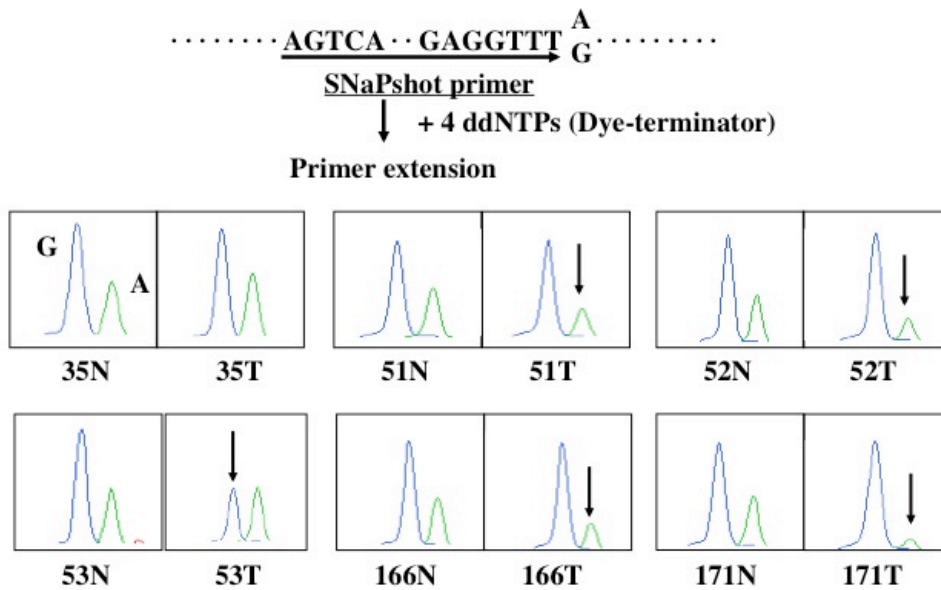 A
········AGTCA··GAGGTTT ·········
G
SNaPshot primer
+ 4 ddNTPs (Dye-terminator)
Primer extension
G
A
35N 35T 51N 51T 52N 52T
53N 53T 166N 166T 171N 171T